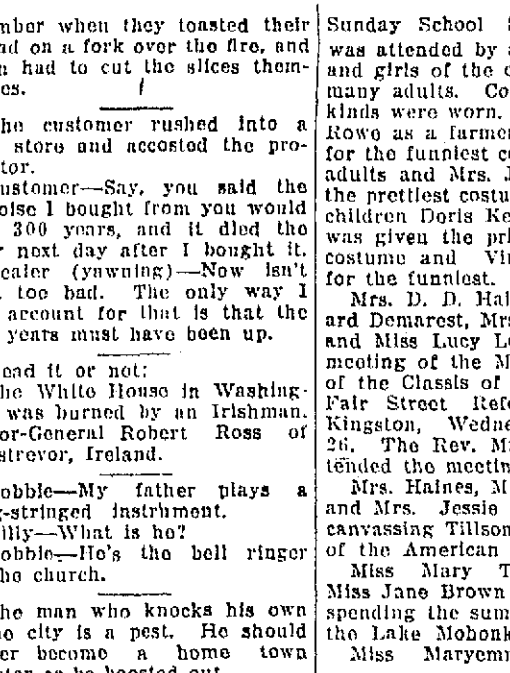 mber when they toasted their
nd on a fork over the fire, and
n had to cut the slices them-
es.
he customer rushed into a
store and accosted the pro-
tor.
ustomer—Say, you said the
oise I bought from you would
300 years, and it died the
r next day after I bought it.
ealer (yawning)—Now isn't
too bad. The only way I
account for that is that the
years must have been up.
ead it or not:
he White House in Washing-
was burned by an Irishman.
or-General Robert Ross of
strevor, Ireland.
obbie—My father plays a
g-stringed instrument.
illy—What is he?
obbie—He's the bell ringer
he church.
he man who knocks his own
e city is a pest. He should
er become a home town
ster as he boosted out
Sunday School S
was attended by a
and girls of the c
many adults. Co
kinds were worn.
Rowe as a farmer
for the funniest co
adults and Mrs. J
the prettiest costu
children Doris Ke
was given the pri
costume and Vi
for the funniest.
Mrs. D. D. Hai
ard Demarest, Mrs
and Miss Lucy L
meeting of the M
of the Classis of
Fair Street Refo
Kingston, Wedne
26. The Rev. M
tended the meetin
Mrs. Haines, M
and Mrs. Jessie
canvassing Tillson
of the American
Miss Mary T
Miss Jane Brown
spending the sum
the Lake Mohonk
Miss Maryem